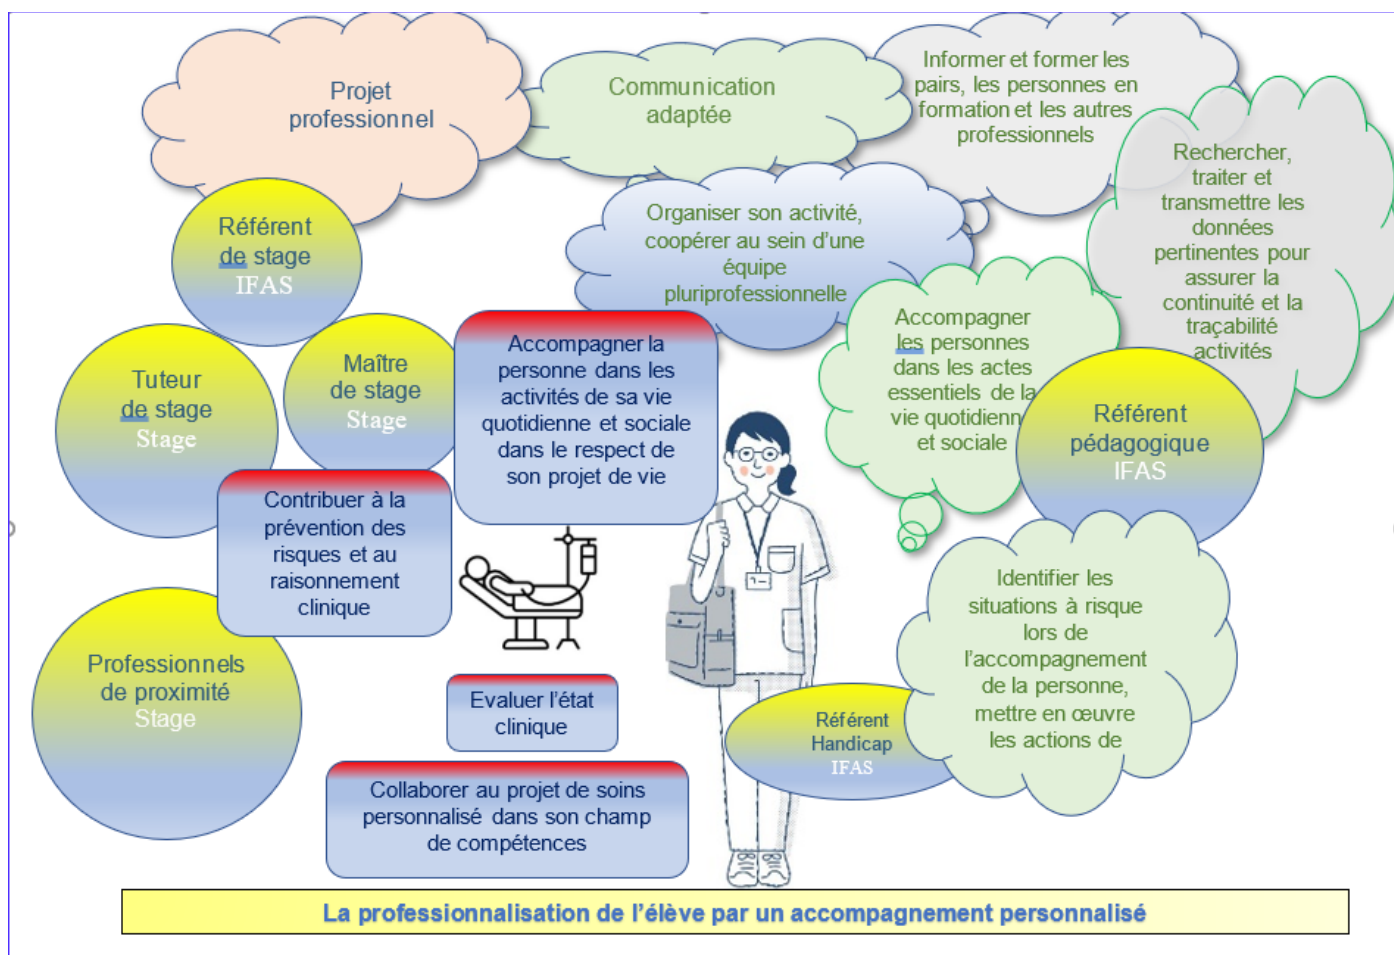 Projet
professionnel
Communication
adaptée
Informer et former les
pairs, les personnes en
formation et les autres
professionnels
Rechercher,
traiter et
transmettre les
données
pertinentes pour
assurer la
continuité et la
traçabilité
activités
Référent
de stage
IFAS
Organiser son activité,
coopérer au sein d’une
équipe
pluriprofessionnelle
Tuteur
de stage
Stage
Maître
de stage
Stage
Accompagner la
personne dans les
activités de sa vie
quotidienne et sociale
dans le respect de
son projet de vie
Accompagner
les personnes
dans les actes
essentiels de la
vie quotidienne
et sociale
Référent
pédagogique
IFAS
Contribuer à la
prévention des
risques et au
raisonnement
clinique
Identifier les
situations à risque
lors de
l’accompagnement
de la personne,
mettre en œuvre
les actions de
Professionnels
de proximité
Stage
Evaluer l’état
clinique
Référent
Handicap
IFAS
Collaborer au projet de soins
personnalisé dans son champ
de compétences
La professionnalisation de l’élève par un accompagnement personnalisé